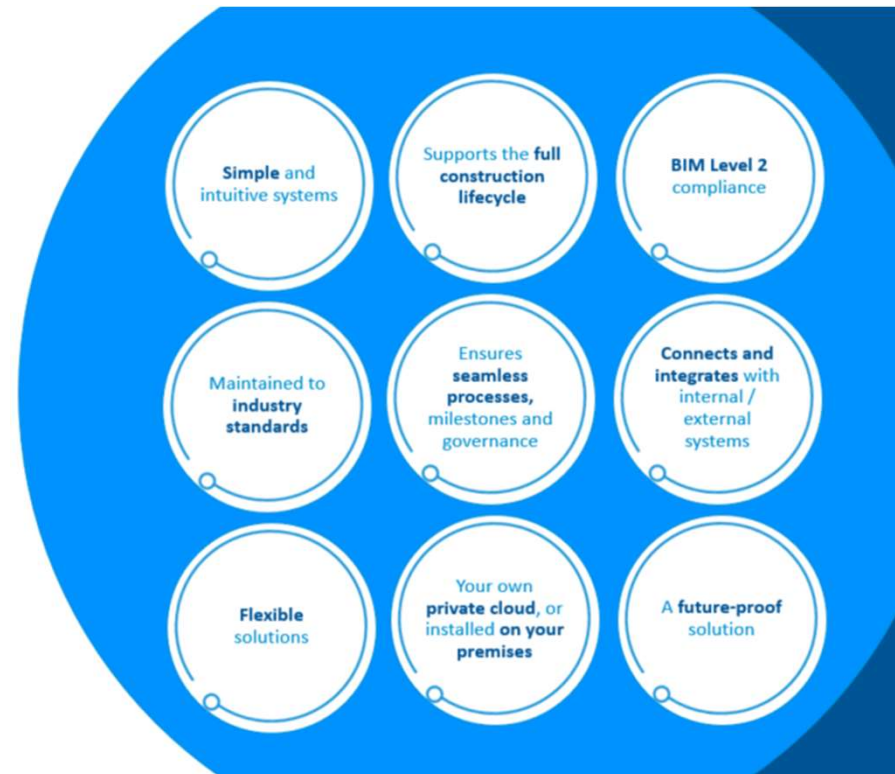 Simple and
intuitive systems
Supports the full
construction
lifecycle
BIM Level 2
compliance
Maintained to
industry
standards
Ensures
seamless
processes,
milestones and
governance
Connects and
integrates with
internal /
external
systems
Flexible
solutions
Your own
private cloud, or
installed on your
premises
A future-proof
solution